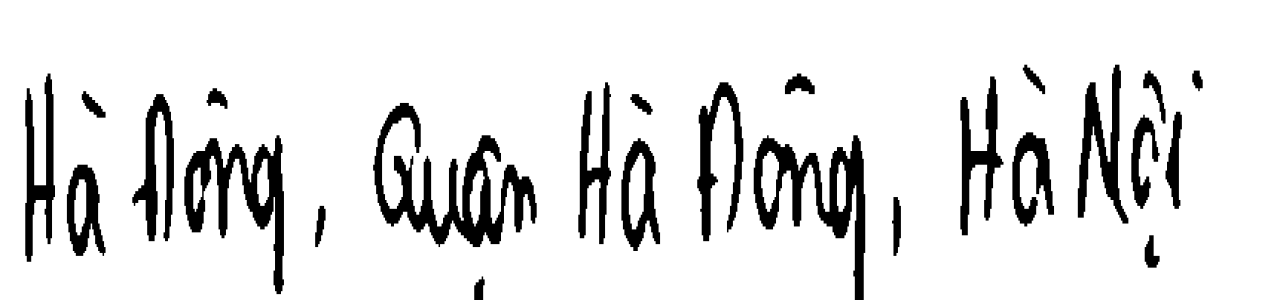 Hà Đông, Quận Hà Đông, Hà Nội